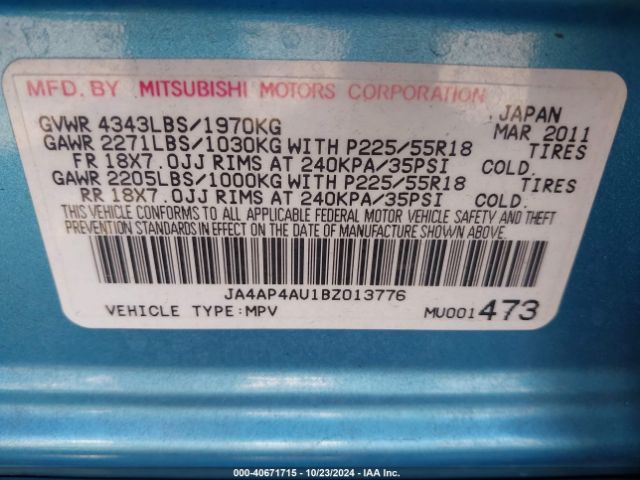 MFD. BY MITSUBISHI MOTORS CORPORATION
JAPAN
GVWR 4343LBS/1970KG MAR 2011
GAWR 2271LBS/1030KG WITH P225/55R18 TIRES
FR 18X7.0JJ RIMS AT 240KPA/35PSI COLD.
GAWR 2205LBS/1000KG WITH P225/55R18 TIRES
RR 18X7.0JJ RIMS AT 240KPA/35PSI COLD.
THIS VEHICLE CONFORMS TO ALL APPLICABLE FEDERAL MOTOR VEHICLE SAFETY AND THEFT
PREVENTION STANDARDS IN EFFECT ON THE DATE OF MANUFACTURE SHOWN ABOVE.
JA4AP4AU1BZ013776
VEHICLE TYPE:MPV MU001473
000-40671715 - 10/23/2024 - IAA Inc.